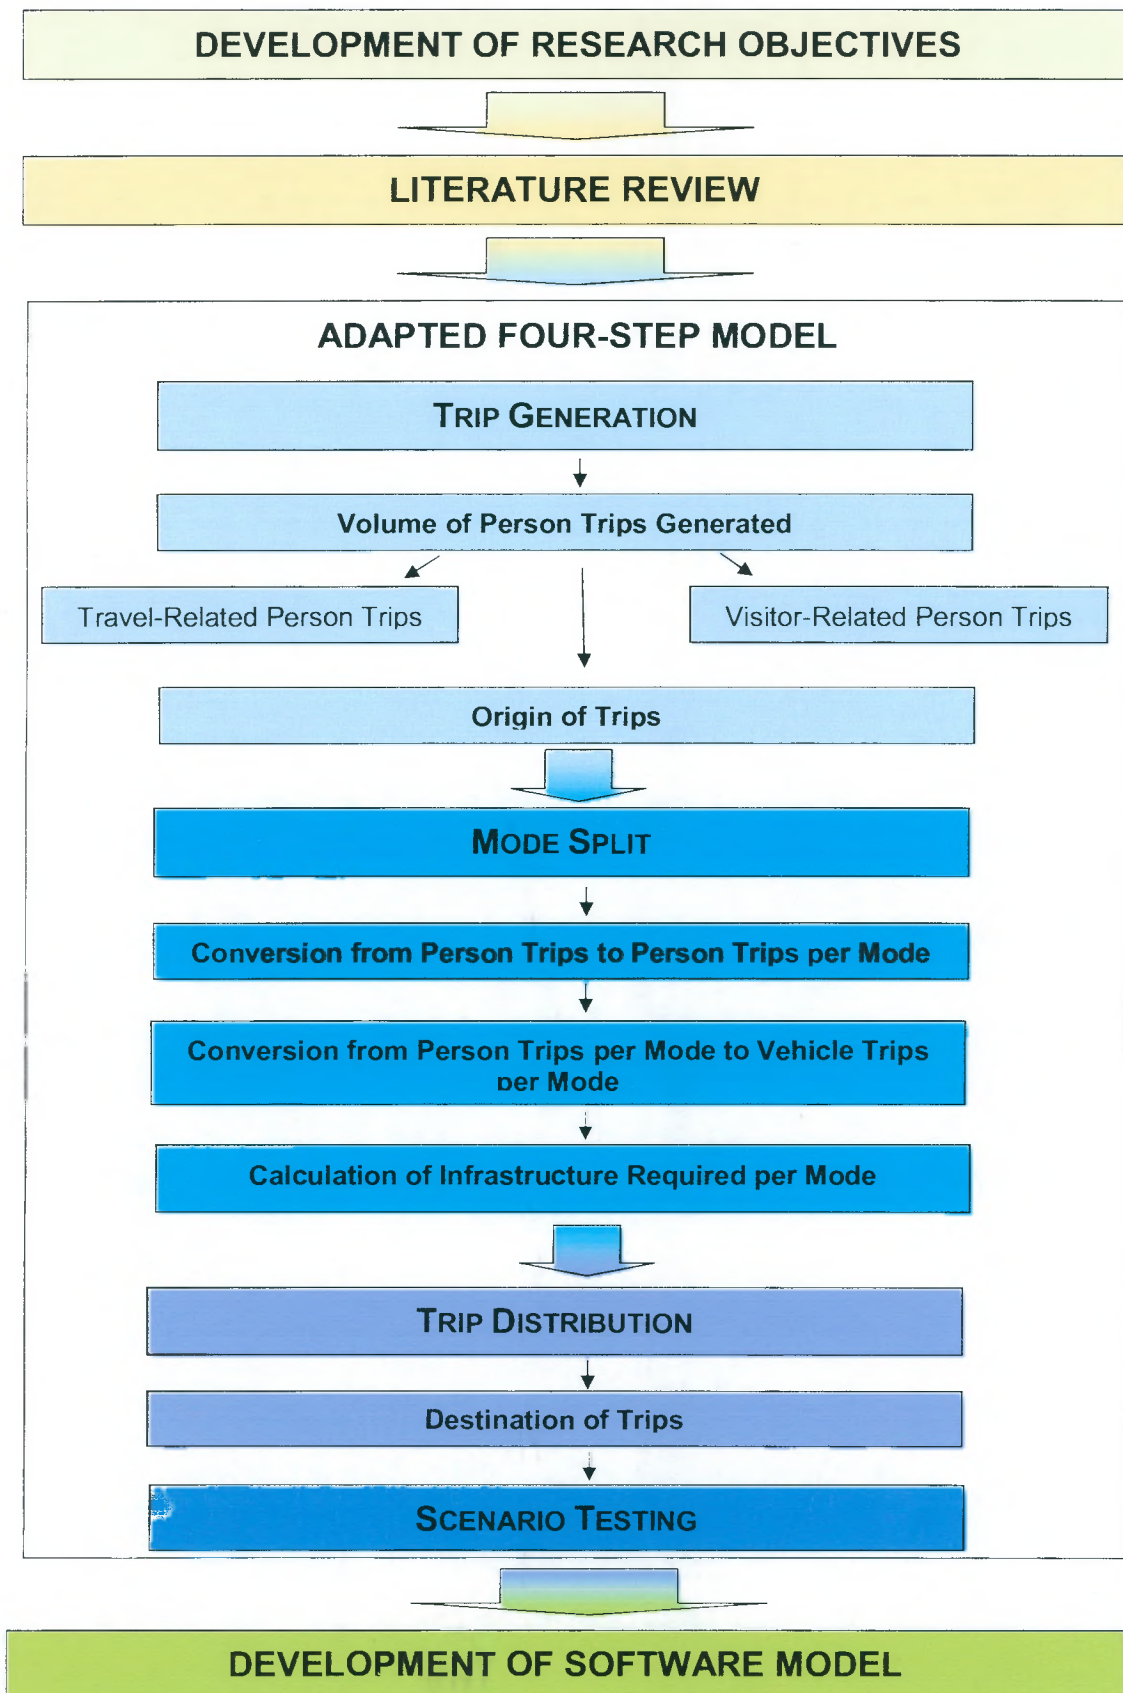 DEVELOPMENT OF RESEARCH OBJECTIVES
LITERATURE REVIEW
ADAPTED FOUR-STEP MODEL
TRIP GENERATION
Volume of Person Trips Generated
Travel-Related Person Trips
Visitor-Related Person Trips
Origin of Trips
MODE SPLIT
Conversion from Person Trips to Person Trips per Mode
Conversion from Person Trips per Mode to Vehicle Trips
per Mode
Calculation of Infrastructure Required per Mode
TRIP DISTRIBUTION
Destination of Trips
SCENARIO TESTING
DEVELOPMENT OF SOFTWARE MODEL